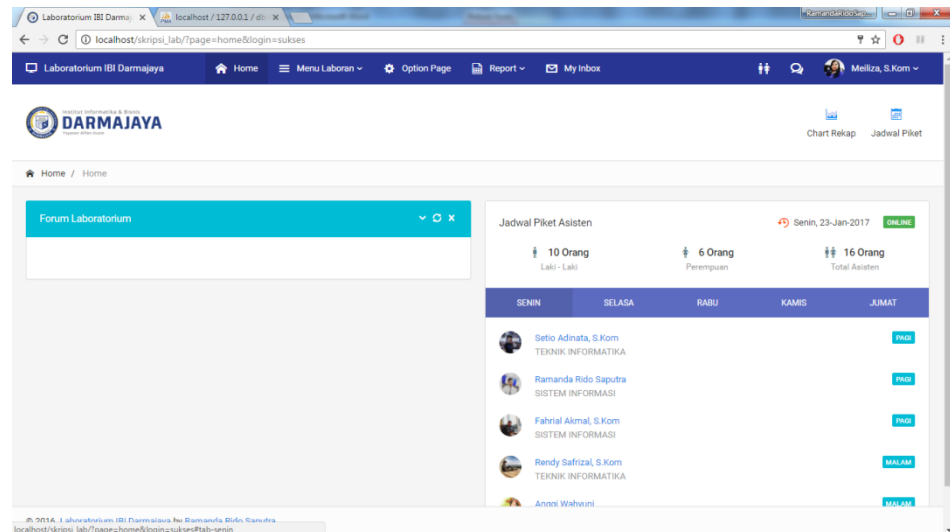 Laboratorium IBI Darmaj
localhost / 127.0.0.1 / db
localhost/skripsi_lab/?page=home&login=sukses
Laboratorium IBI Darmajaya Home Menu Laboran Option Page Report My Inbox Meiliza, S.Kom
Institut Informatika & Bisnis
DARMAJAYA
Yayasan Alfian Husin
Chart Rekap Jadwal Piket
Home / Home
Forum Laboratorium
Jadwal Piket Asisten Senin, 23-Jan-2017 ONLINE
10 Orang 6 Orang 16 Orang
Laki - Laki Perempuan Total Asisten
SENIN SELASA RABU KAMIS JUMAT
Setio Adinata, S.Kom PAGI
TEKNIK INFORMATIKA
Ramanda Rido Saputra PAGI
SISTEM INFORMASI
Fahrial Akmal, S.Kom PAGI
SISTEM INFORMASI
Rendy Safrizal, S.Kom MALAM
TEKNIK INFORMATIKA
Anggi Wahyuni MALAM
© 2016. Laboratorium IBI Darmajaya by Ramanda Rido Saputra
localhost/skripsi_lab/?page=home&login=sukses#tab-senin